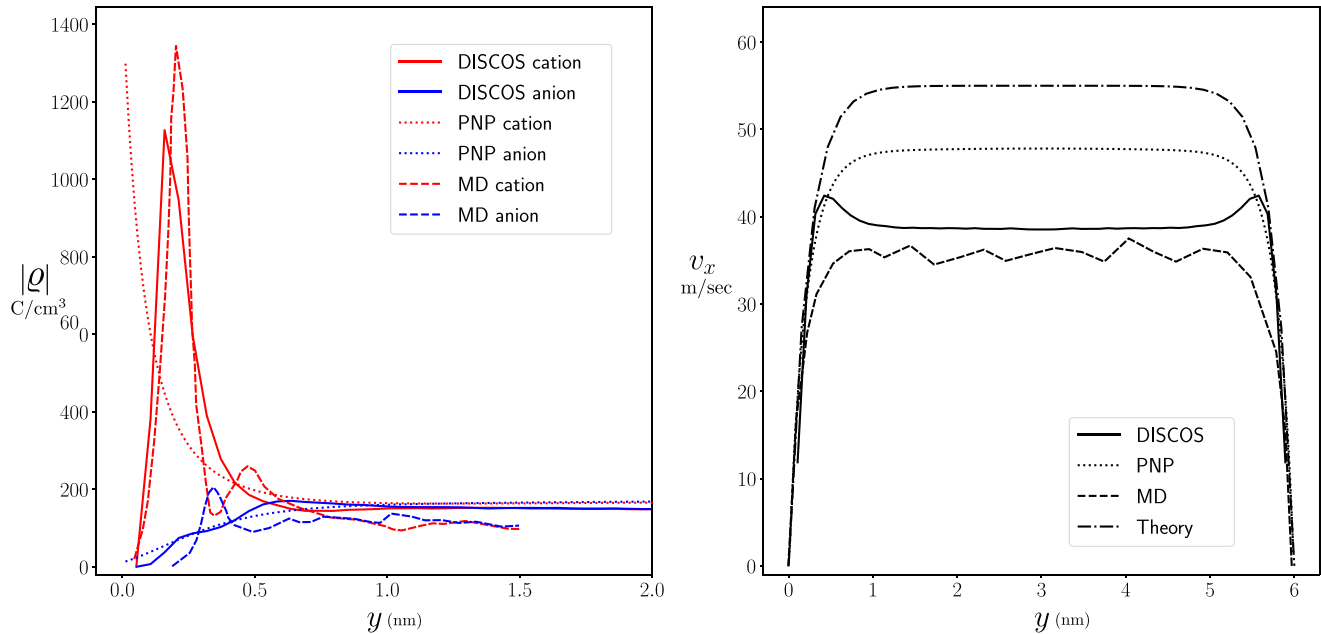 1400
1200
1000
800
60
0
400
200
0
|ϱ|
C/cm³
DISCOS cation
DISCOS anion
PNP cation
PNP anion
MD cation
MD anion
0.0 0.5 1.0 1.5 2.0
y (nm)
60
50
40
30
20
10
0
vₓ
m/sec
DISCOS
PNP
MD
Theory
0 1 2 3 4 5 6
y (nm)